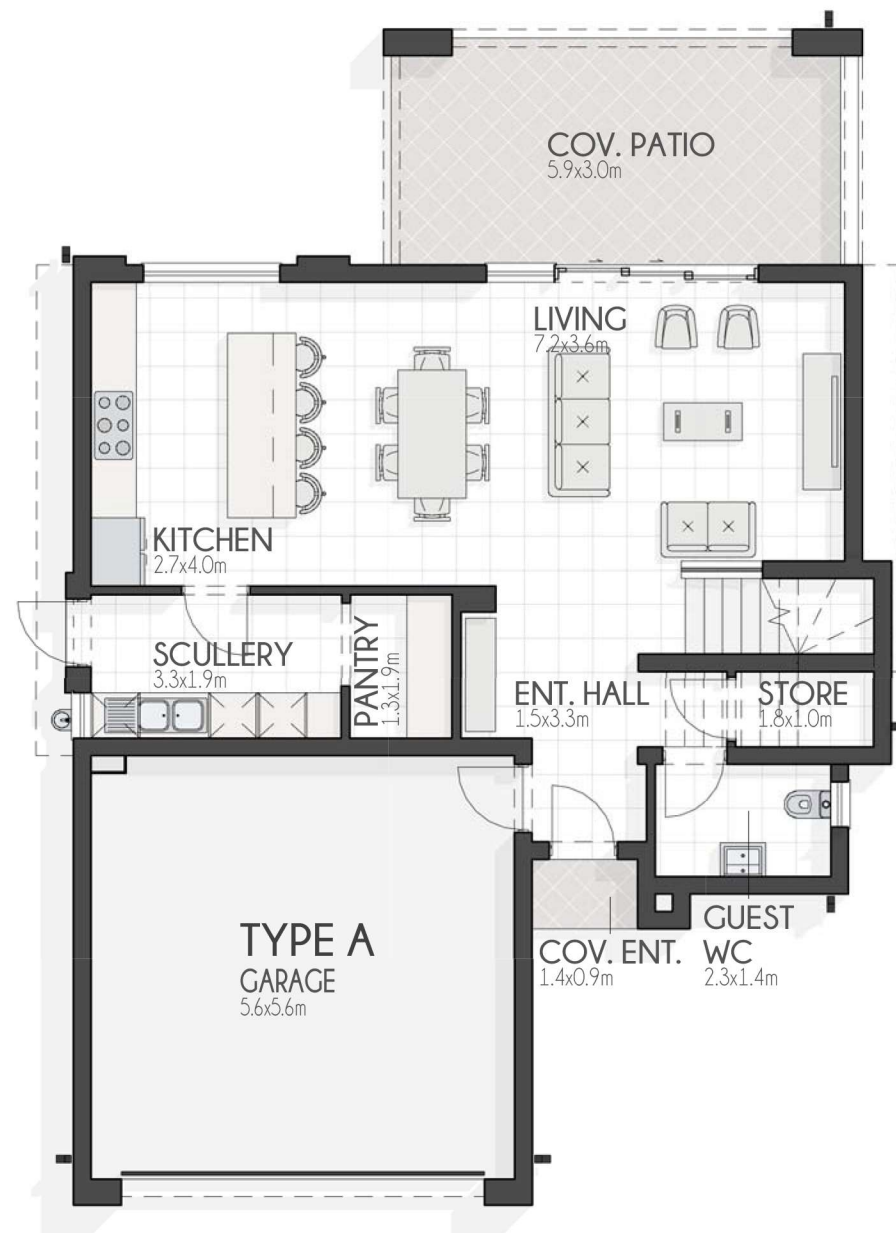 COV. PATIO
5.9x3.0m
LIVING
7.2x3.6m
KITCHEN
2.7x4.0m
SCULLERY
3.3x1.9m
PANTRY
1.3x1.9m
ENT. HALL
1.5x3.3m
STORE
1.8x1.0m
TYPE A
GARAGE
5.6x5.6m
COV. ENT.
1.4x0.9m
GUEST
WC
2.3x1.4m